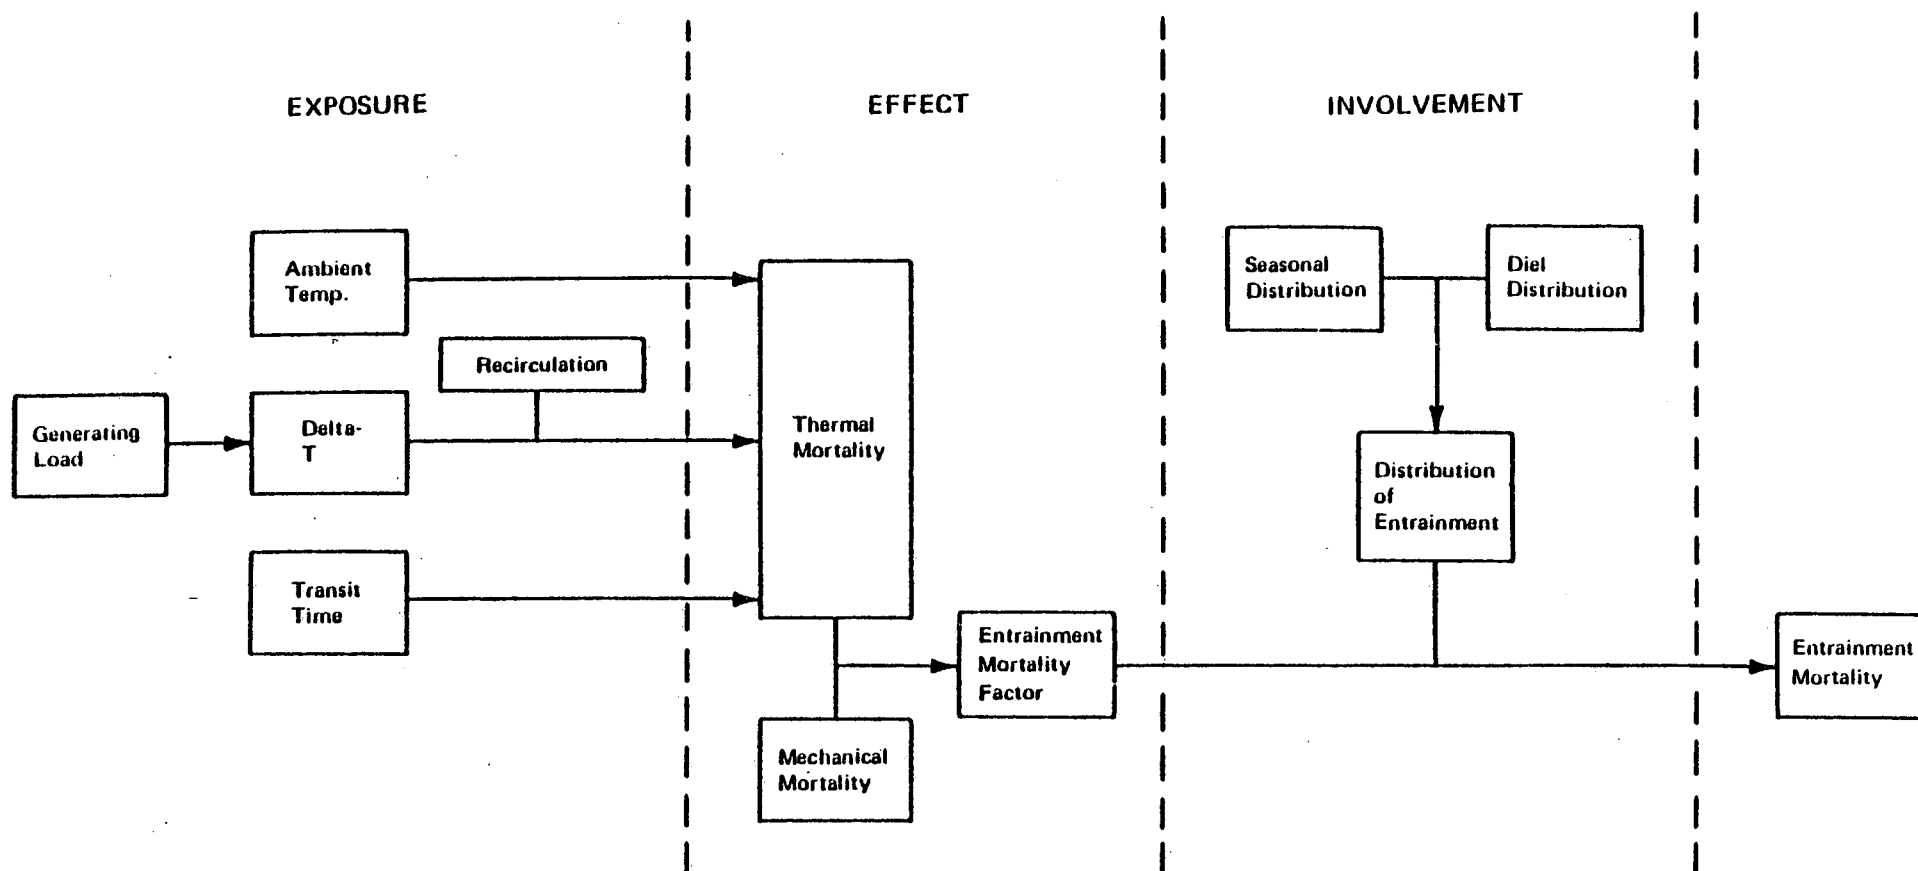 EXPOSURE
EFFECT
INVOLVEMENT
Ambient
Temp.
Recirculation
Generating
Load
Delta-
T
Transit
Time
Thermal
Mortality
Mechanical
Mortality
Entrainment
Mortality
Factor
Seasonal
Distribution
Diel
Distribution
Distribution
of
Entrainment
Entrainment
Mortality